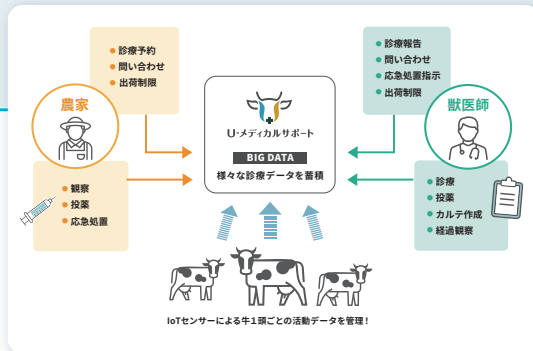 ● 診療予約
● 問い合わせ
● 出荷制限
農家
● 観察
● 投薬
● 応急処置
U-メディカルサポート
BIG DATA
様々な診療データを蓄積
● 診療報告
● 問い合わせ
● 応急処置指示
● 出荷制限
獣医師
● 診療
● 投薬
● カルテ作成
● 経過観察
IoTセンサーによる牛1頭ごとの活動データを管理！